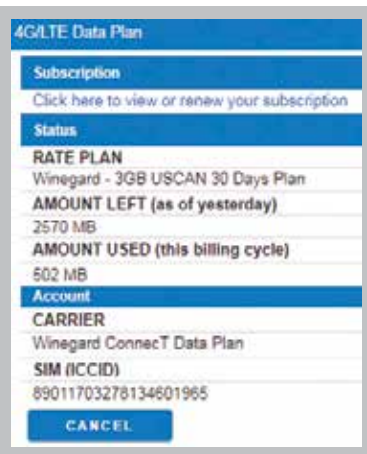 4G/LTE Data Plan
Subscription
Click here to view or renew your subscription
Status
RATE PLAN
Winegard - 3GB USCAN 30 Days Plan
AMOUNT LEFT (as of yesterday)
2570 MB
AMOUNT USED (this billing cycle)
502 MB
Account
CARRIER
Winegard ConnecT Data Plan
SIM (ICCID)
89011703278134601965
CANCEL